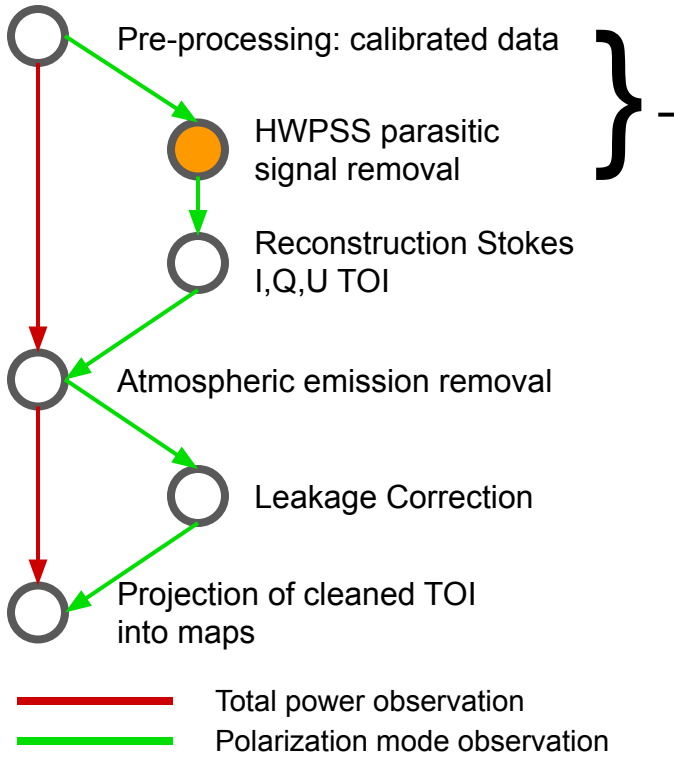 Pre-processing: calibrated data
HWPSS parasitic
signal removal
Reconstruction Stokes
I,Q,U TOI
Atmospheric emission removal
Leakage Correction
Projection of cleaned TOI
into maps
Total power observation
Polarization mode observation